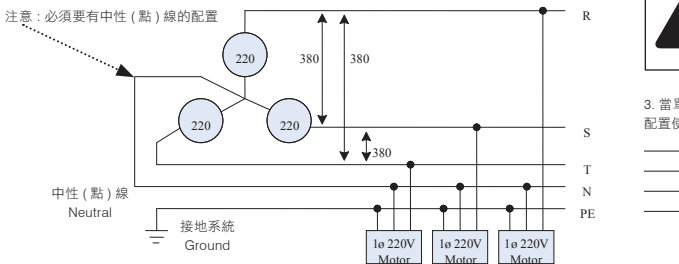 注意 : 必須要有中性 ( 點 ) 線的配置
R
220
380
380
220
220
S
380
T
中性 ( 點 ) 線
N
Neutral
PE
接地系統
Ground
1ø 220V
Motor
1ø 220V
Motor
1ø 220V
Motor
3. 當單
配置使